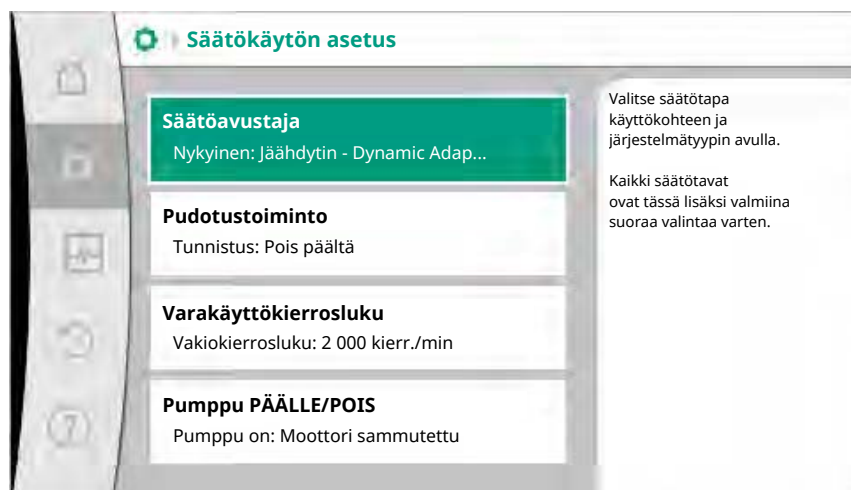 Säätökäytön asetus
Säätöavustaja
Nykyinen: Jäähdytin - Dynamic Adap...
Pudotustoiminto
Tunnistus: Pois päältä
Varakäyttökierrosluku
Vakiokierrosluku: 2 000 kierr./min
Pumppu PÄÄLLE/POIS
Pumppu on: Moottori sammutettu
Valitse säätötapa
käyttökohteen ja
järjestelmätyypin avulla.
Kaikki säätötavat
ovat tässä lisäksi valmiina
suoraa valintaa varten.